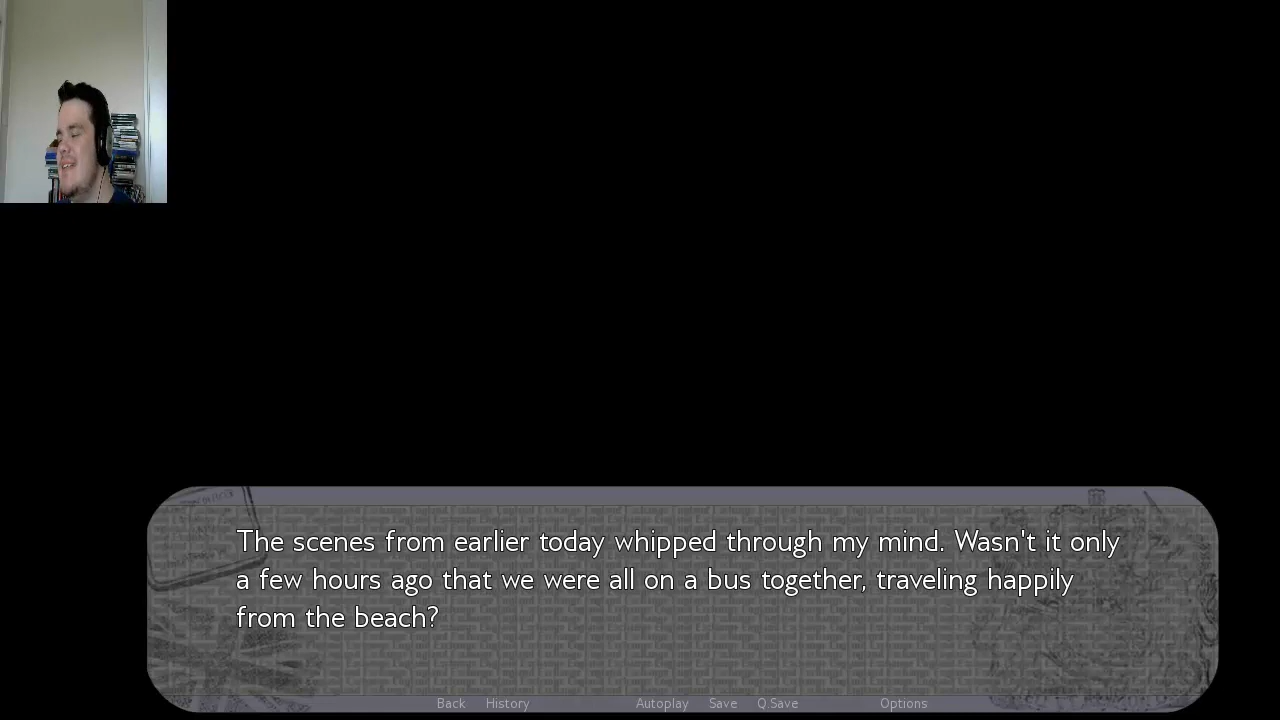 The scenes from earlier today whipped through my mind. Wasn't it only
a few hours ago that we were all on a bus together, traveling happily
from the beach?
Back History Autoplay Save Q.Save Options